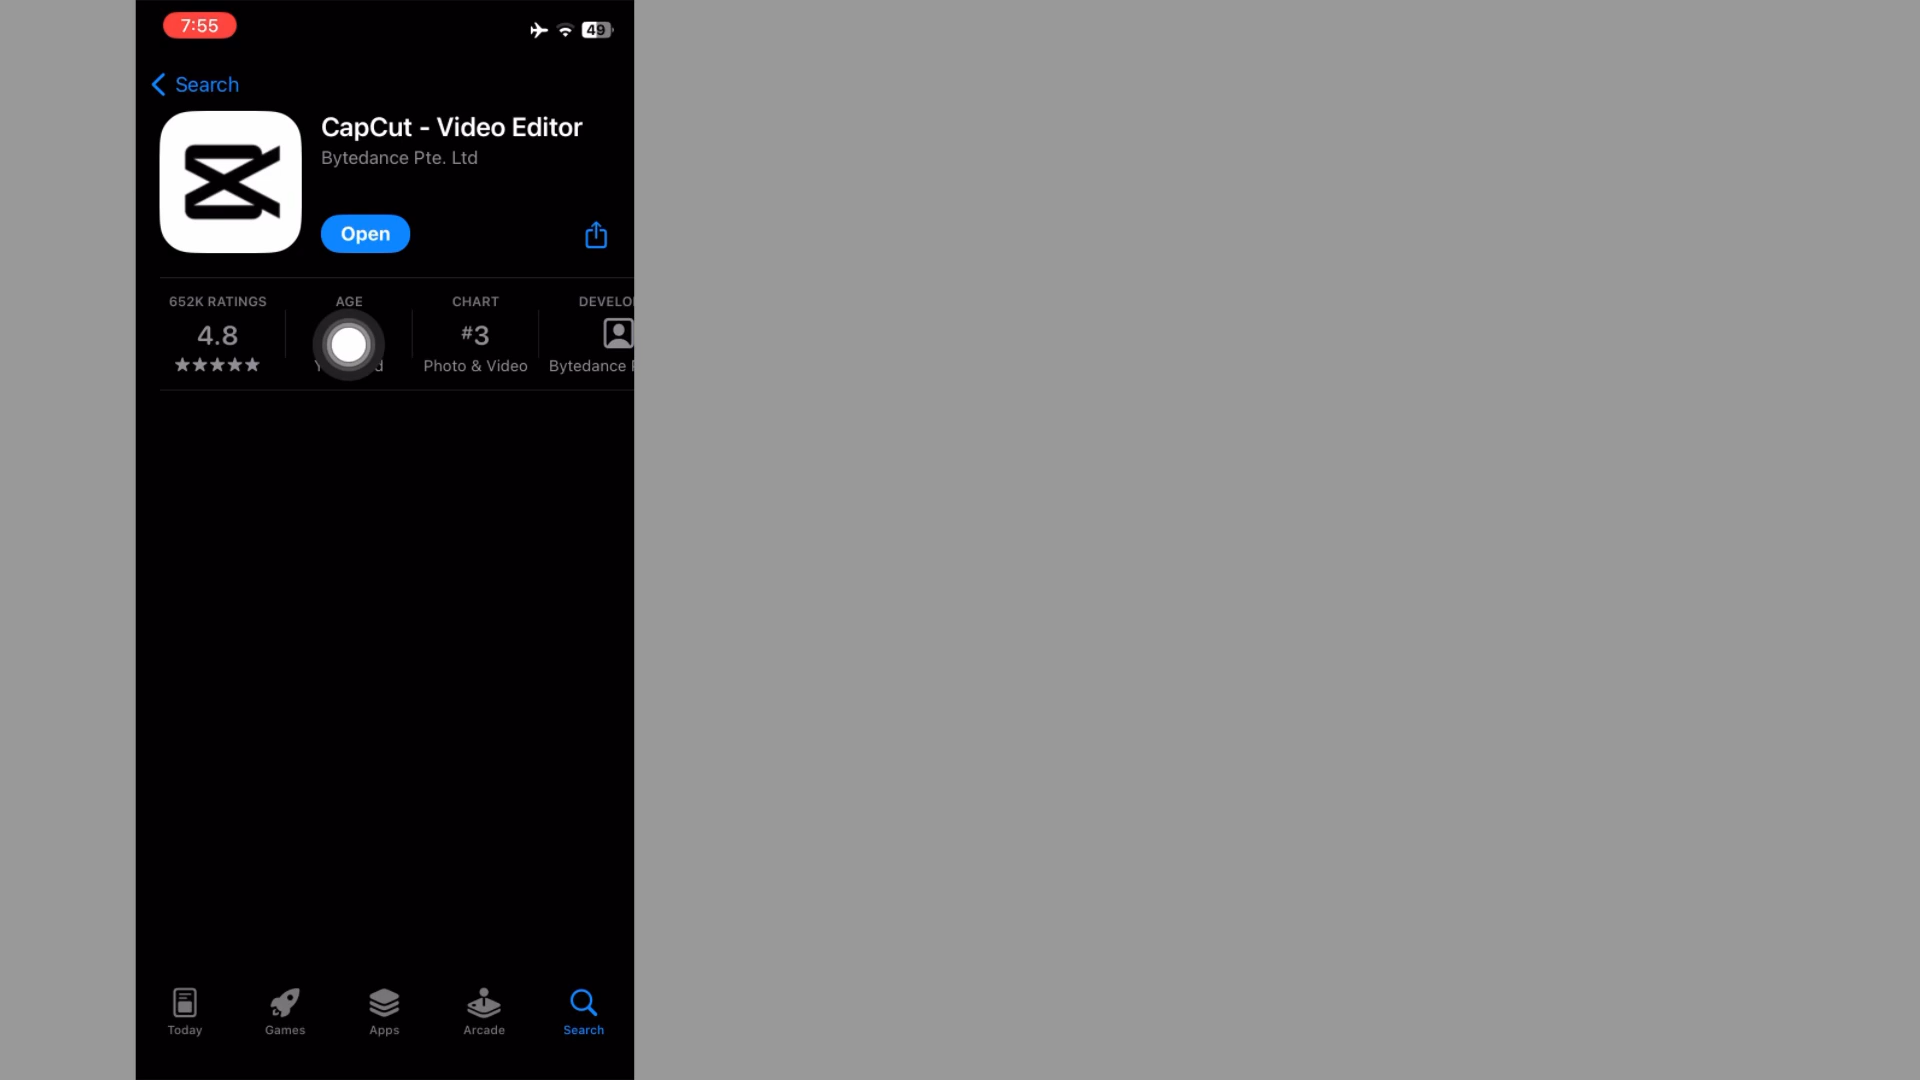 7:55
49
Search
CapCut - Video Editor
Bytedance Pte. Ltd
Open
652K RATINGS
4.8
AGE
CHART
#3
Photo & Video
DEVELO
Bytedance
Today
Games
Apps
Arcade
Search